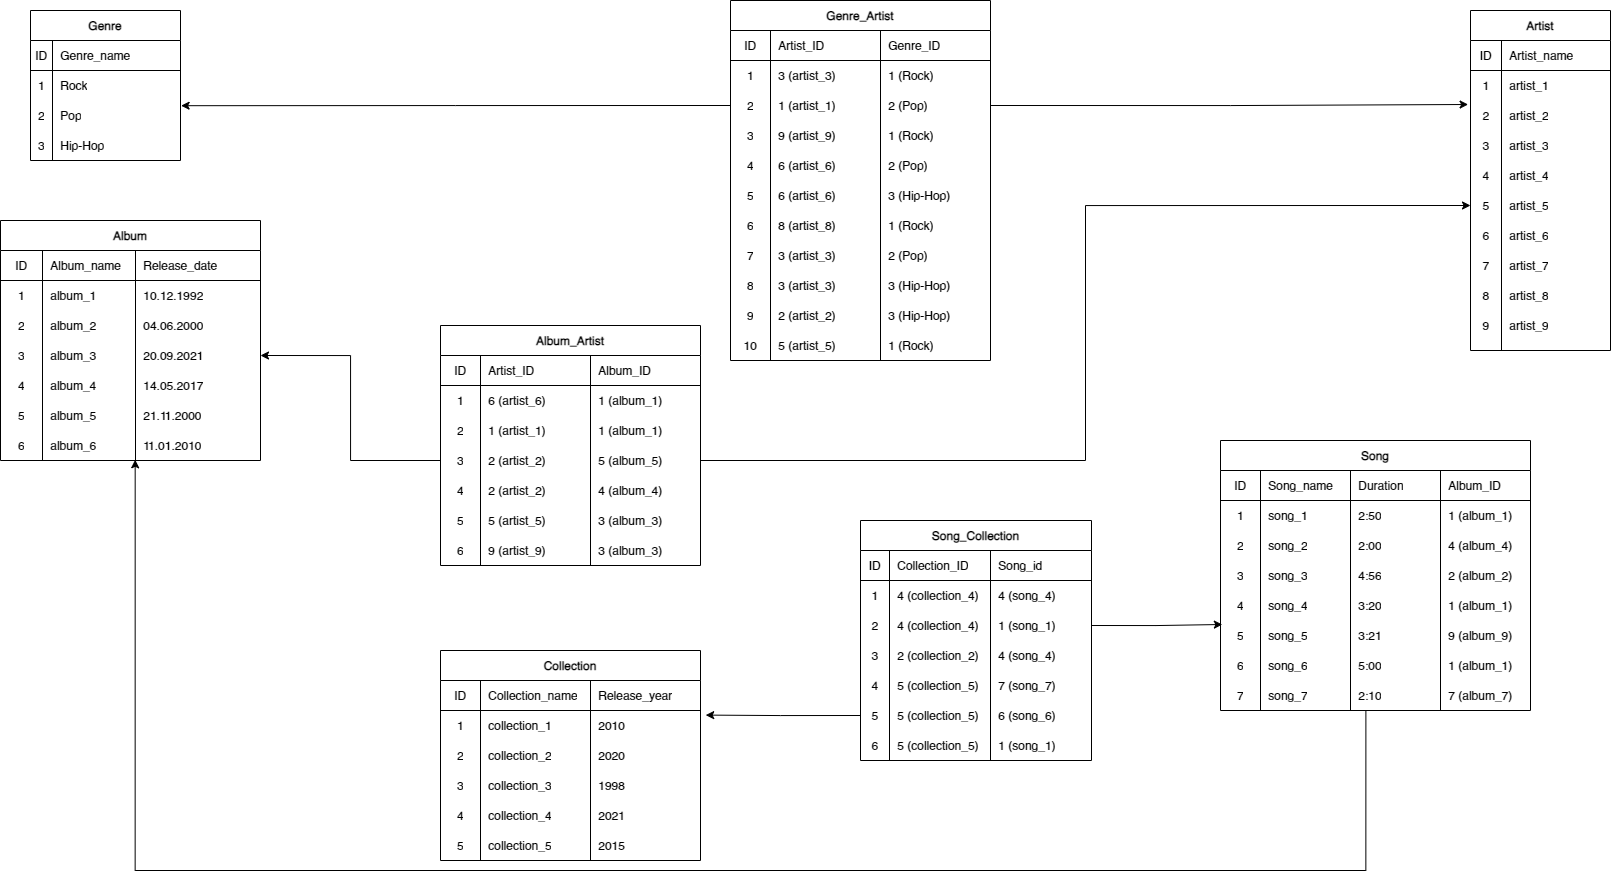 Genre
ID Genre_name
1 Rock
2 Pop
3 Hip-Hop
Genre_Artist
ID Artist_ID Genre_ID
1 3 (artist_3) 1 (Rock)
2 1 (artist_1) 2 (Pop)
3 9 (artist_9) 1 (Rock)
4 6 (artist_6) 2 (Pop)
5 6 (artist_6) 3 (Hip-Hop)
6 8 (artist_8) 1 (Rock)
7 3 (artist_3) 2 (Pop)
8 3 (artist_3) 3 (Hip-Hop)
9 2 (artist_2) 3 (Hip-Hop)
10 5 (artist_5) 1 (Rock)
Artist
ID Artist_name
1 artist_1
2 artist_2
3 artist_3
4 artist_4
5 artist_5
6 artist_6
7 artist_7
8 artist_8
9 artist_9
Album
ID Album_name Release_date
1 album_1 10.12.1992
2 album_2 04.06.2000
3 album_3 20.09.2021
4 album_4 14.05.2017
5 album_5 21.11.2000
6 album_6 11.01.2010
Album_Artist
ID Artist_ID Album_ID
1 6 (artist_6) 1 (album_1)
2 1 (artist_1) 1 (album_1)
3 2 (artist_2) 5 (album_5)
4 2 (artist_2) 4 (album_4)
5 5 (artist_5) 3 (album_3)
6 9 (artist_9) 3 (album_3)
Song
ID Song_name Duration Album_ID
1 song_1 2:50 1 (album_1)
2 song_2 2:00 4 (album_4)
3 song_3 4:56 2 (album_2)
4 song_4 3:20 1 (album_1)
5 song_5 3:21 9 (album_9)
6 song_6 5:00 1 (album_1)
7 song_7 2:10 7 (album_7)
Song_Collection
ID Collection_ID Song_id
1 4 (collection_4) 4 (song_4)
2 4 (collection_4) 1 (song_1)
3 2 (collection_2) 4 (song_4)
4 5 (collection_5) 7 (song_7)
5 5 (collection_5) 6 (song_6)
6 5 (collection_5) 1 (song_1)
Collection
ID Collection_name Release_year
1 collection_1 2010
2 collection_2 2020
3 collection_3 1998
4 collection_4 2021
5 collection_5 2015